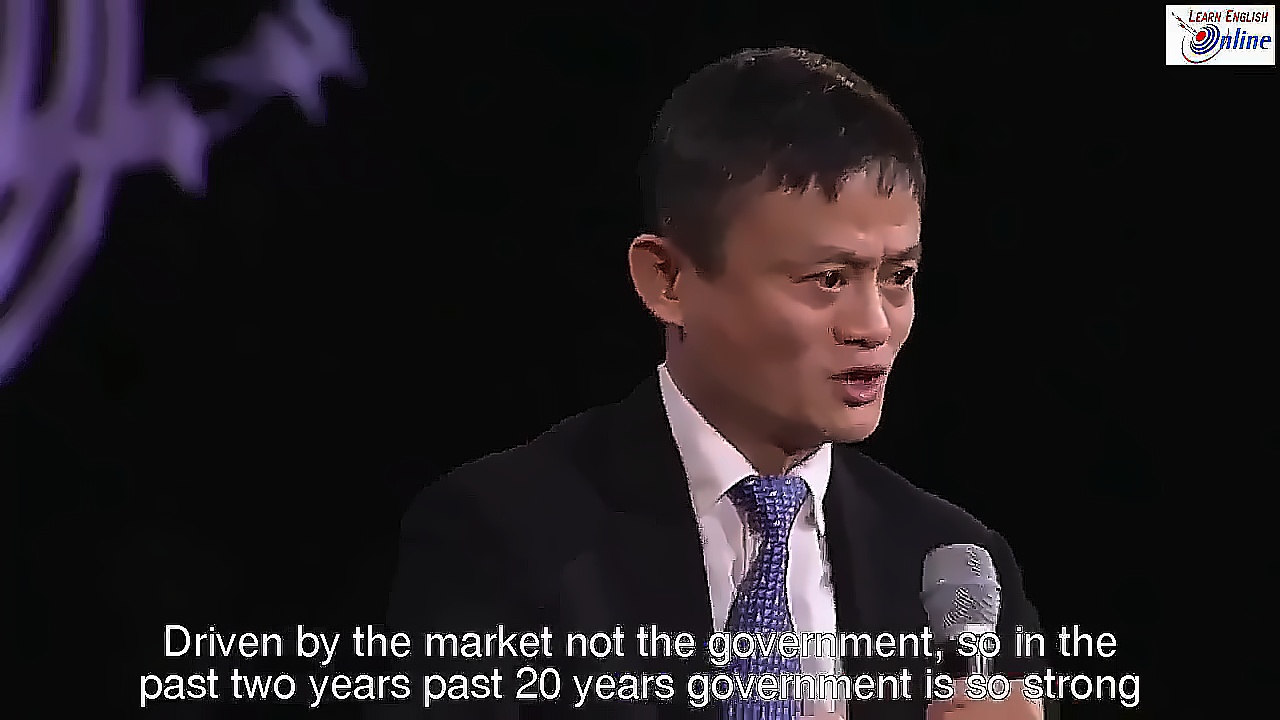 LEARN ENGLISH
Online
Driven by the market not the government, so in the
past two years past 20 years government is so strong